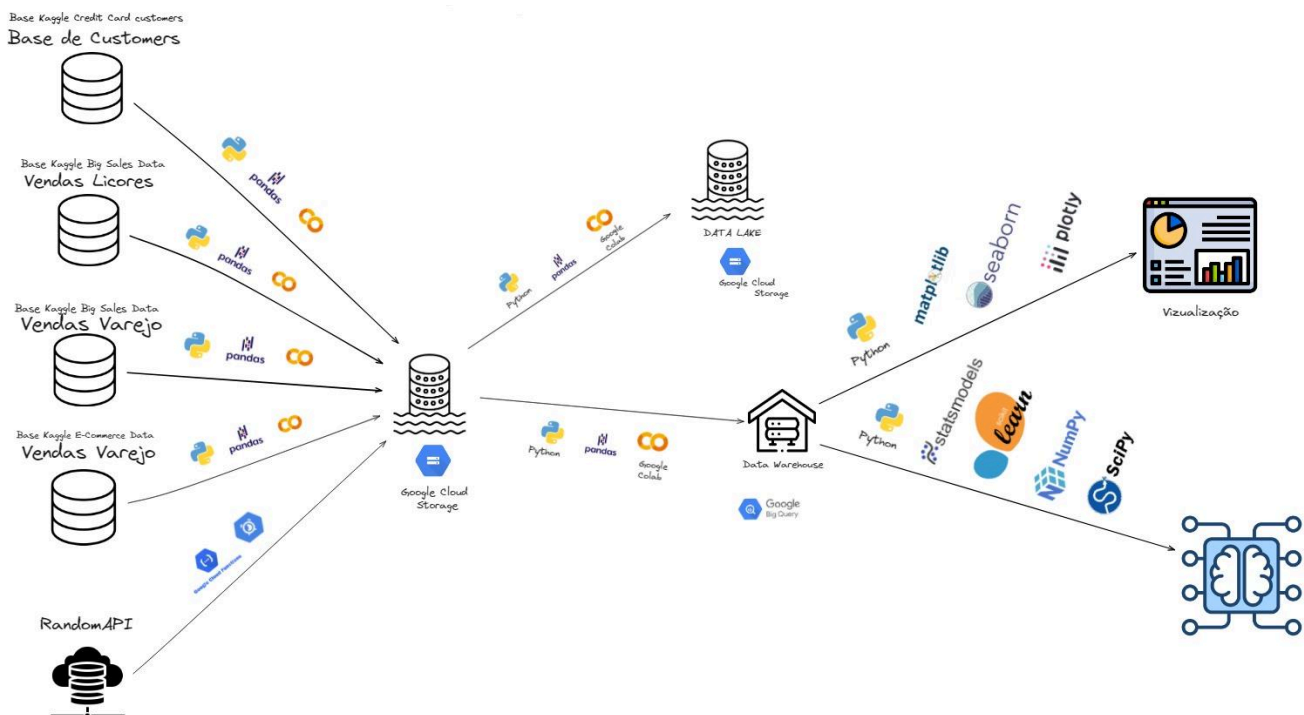 Base Kaggle Credit Card customers
Base de Customers
pandas
Base Kaggle Big Sales Data
Vendas Licores
pandas
Base Kaggle Big Sales Data
Vendas Varejo
pandas
Base Kaggle E-Commerce Data
Vendas Varejo
pandas
Google Cloud Functions
RandomAPI
Google Cloud
Storage
Python
pandas
Google
Colab
DATA LAKE
Google Cloud
Storage
Python
pandas
Google
Colab
Data Warehouse
Google
Big Query
Python
matplotlib
seaborn
plotly
Vizualização
Python
statsmodels
learn
NumPy
SciPy